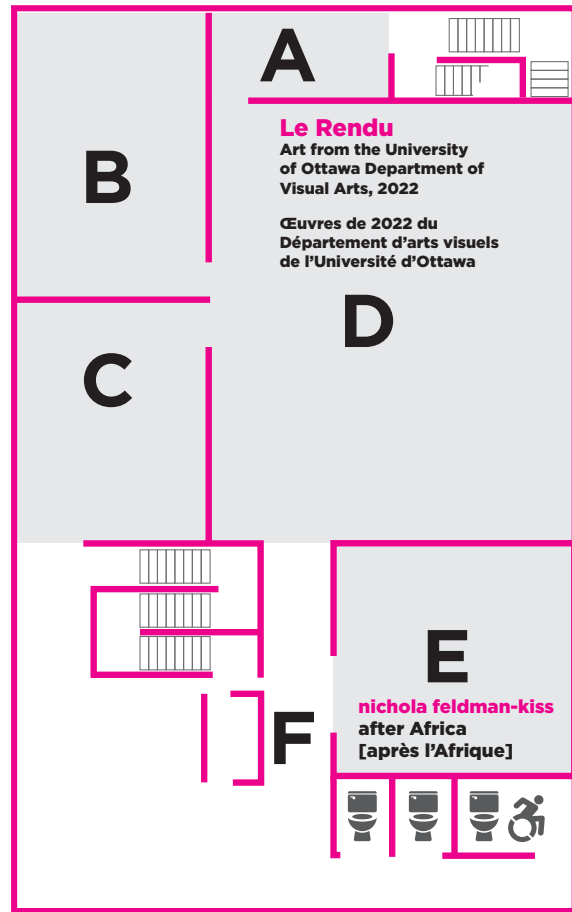 A
Le Rendu
Art from the University
of Ottawa Department of
Visual Arts, 2022
Œuvres de 2022 du
Département d’arts visuels
de l’Université d’Ottawa
B
D
C
E
nichola feldman-kiss
after Africa
[après l’Afrique]
F